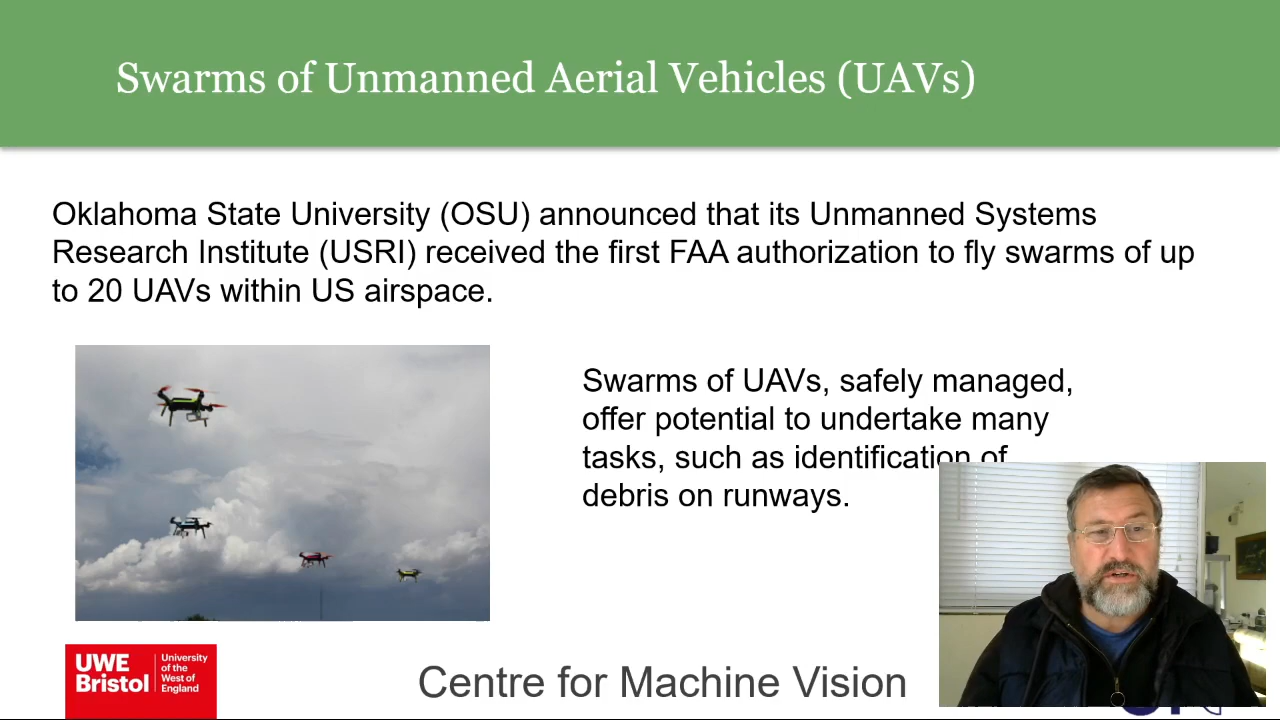 Swarms of Unmanned Aerial Vehicles (UAVs)
Oklahoma State University (OSU) announced that its Unmanned Systems
Research Institute (USRI) received the first FAA authorization to fly swarms of up
to 20 UAVs within US airspace.
Swarms of UAVs, safely managed,
offer potential to undertake many
tasks, such as identification of
debris on runways.
UWE
Bristol
University
of the
West of
England
Centre for Machine Vision